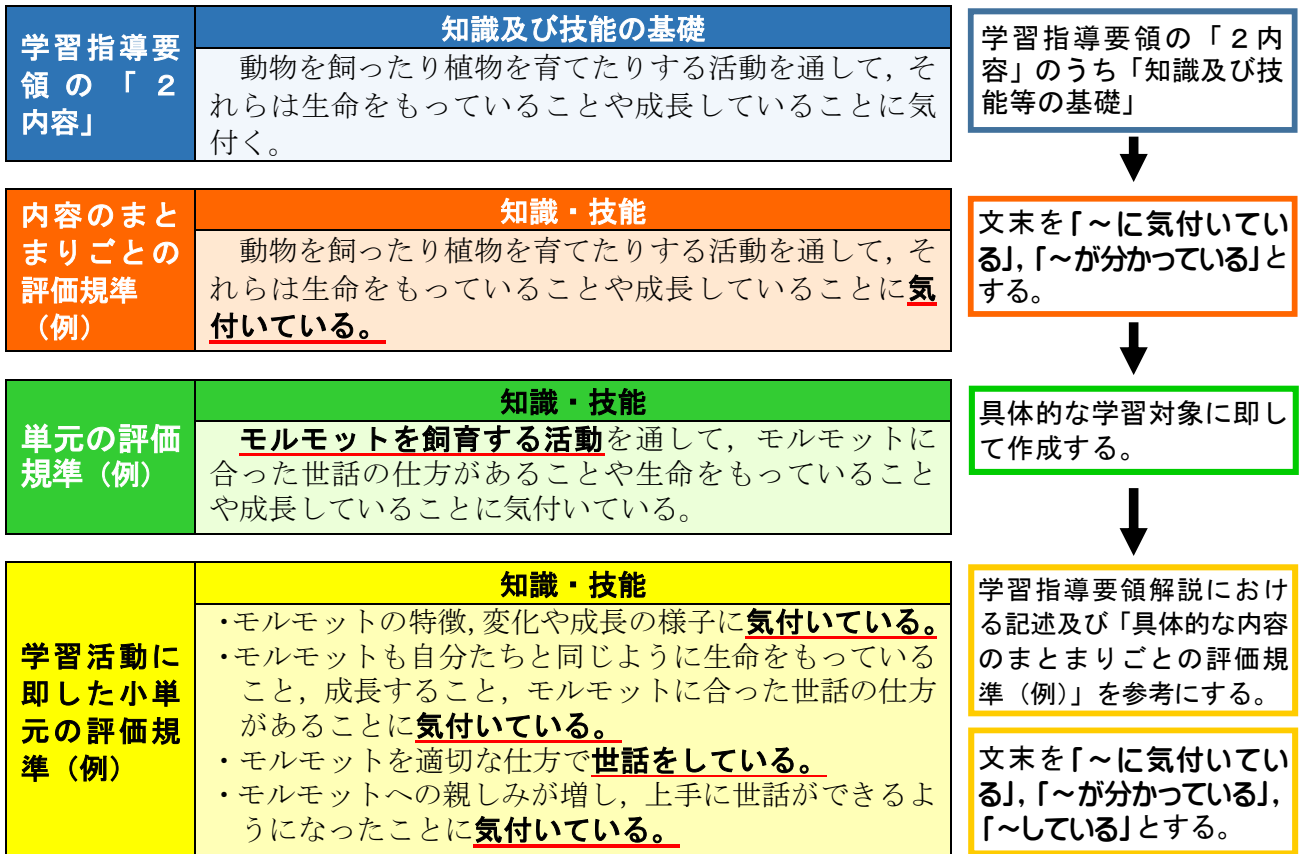 学習指導要
領の「2
内容」
知識及び技能の基礎
動物を飼ったり植物を育てたりする活動を通して，そ
れらは生命をもっていることや成長していることに気
付く。
学習指導要領の「2内
容」のうち「知識及び技
能等の基礎」
内容のまと
まりごとの
評価規準
（例）
知識・技能
動物を飼ったり植物を育てたりする活動を通して，そ
れらは生命をもっていることや成長していることに気
付いている。
文末を「～に気付いてい
る」，「～が分かっている」と
する。
単元の評価
規準（例）
知識・技能
モルモットを飼育する活動を通して，モルモットに
合った世話の仕方があることや生命をもっていること
や成長していることに気付いている。
具体的な学習対象に即し
て作成する。
学習活動に
即した小単
元の評価規
準（例）
知識・技能
・モルモットの特徴，変化や成長の様子に気付いている。
・モルモットも自分たちと同じように生命をもっている
こと，成長すること，モルモットに合った世話の仕方
があることに気付いている。
・モルモットを適切な仕方で世話をしている。
・モルモットへの親しみが増し，上手に世話ができるよ
うになったことに気付いている。
学習指導要領解説におけ
る記述及び「具体的な内容
のまとまりごとの評価規
準（例）」を参考にする。
文末を「～に気付いてい
る」，「～が分かっている」，
「～している」とする。